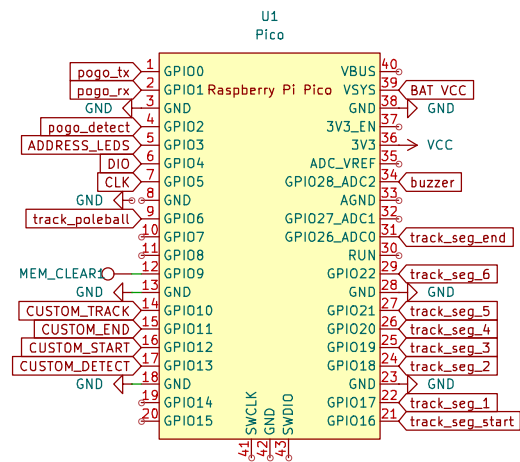 U1
Pico
Raspberry Pi Pico
pogo_tx 1 GPIO0
pogo_rx 2 GPIO1
GND 3 GND
pogo_detect 4 GPIO2
ADDRESS_LEDS 5 GPIO3
DIO 6 GPIO4
CLK 7 GPIO5
GND 8 GND
track_poleball 9 GPIO6
10 GPIO7
11 GPIO8
MEM_CLEAR1 12 GPIO9
GND 13 GND
CUSTOM_TRACK 14 GPIO10
CUSTOM_END 15 GPIO11
CUSTOM_START 16 GPIO12
CUSTOM_DETECT 17 GPIO13
GND 18 GND
19 GPIO14
20 GPIO15
VBUS 40
VSYS 39 BAT_VCC
GND 38 GND
3V3_EN 37
3V3 36 VCC
ADC_VREF 35
GPIO28_ADC2 34 buzzer
AGND 33
GPIO27_ADC1 32
GPIO26_ADC0 31 track_seg_end
RUN 30
GPIO22 29 track_seg_6
GND 28 GND
GPIO21 27 track_seg_5
GPIO20 26 track_seg_4
GPIO19 25 track_seg_3
GPIO18 24 track_seg_2
GND 23 GND
GPIO17 22 track_seg_1
GPIO16 21 track_seg_start
SWCLK 41
GND 42
SWDIO 43